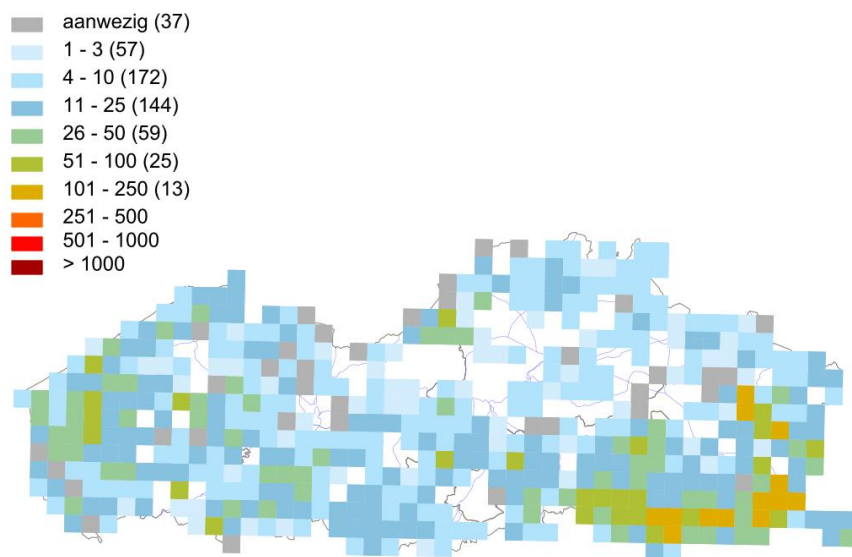 aanwezig (37)
1 - 3 (57)
4 - 10 (172)
11 - 25 (144)
26 - 50 (59)
51 - 100 (25)
101 - 250 (13)
251 - 500
501 - 1000
> 1000